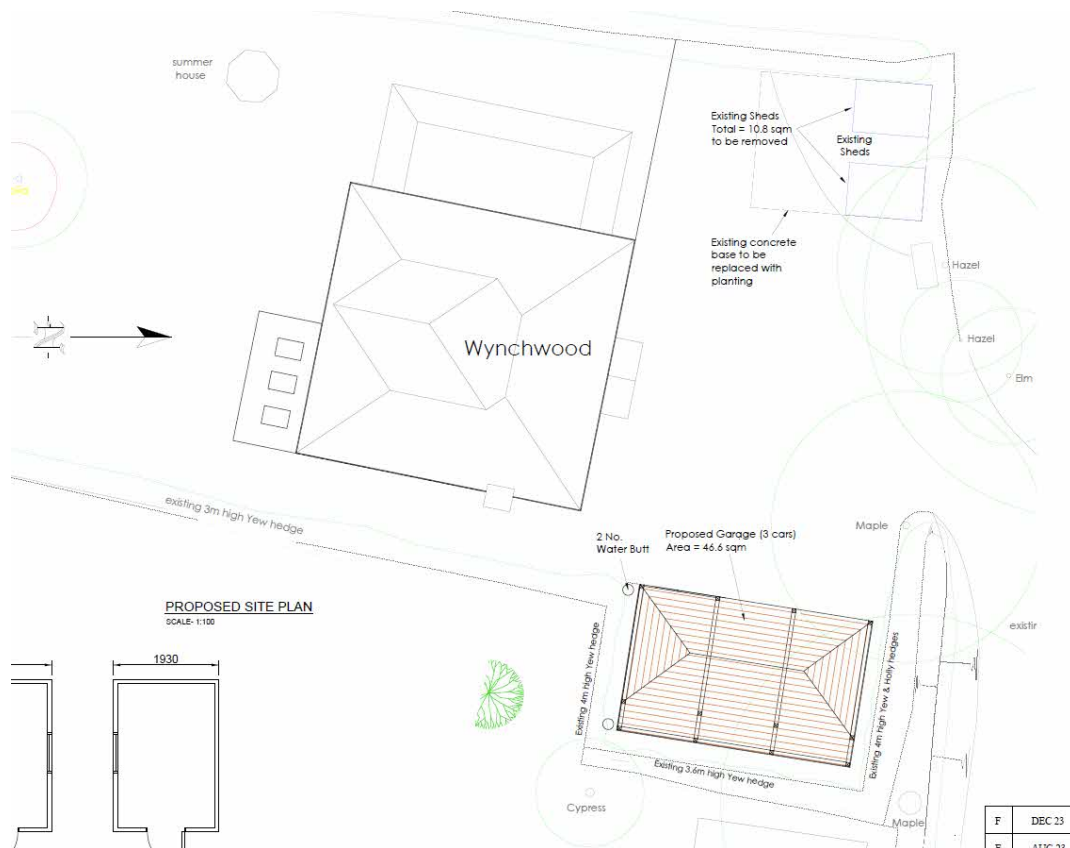 summer
house
Existing Sheds
Total = 10.8 sqm
to be removed
Existing
Sheds
Existing concrete
base to be
replaced with
planting
Hazel
Hazel
Elm
Wynchwood
existing 3m high Yew hedge
2 No.
Water Butt
Proposed Garage (3 cars)
Area = 46.6 sqm
Maple
PROPOSED SITE PLAN
SCALE- 1:100
1930
Existing 4m high Yew hedge
Existing 4m high Yew & Holly hedges
Existing 3.6m high Yew hedge
Cypress
Maple
F DEC 23